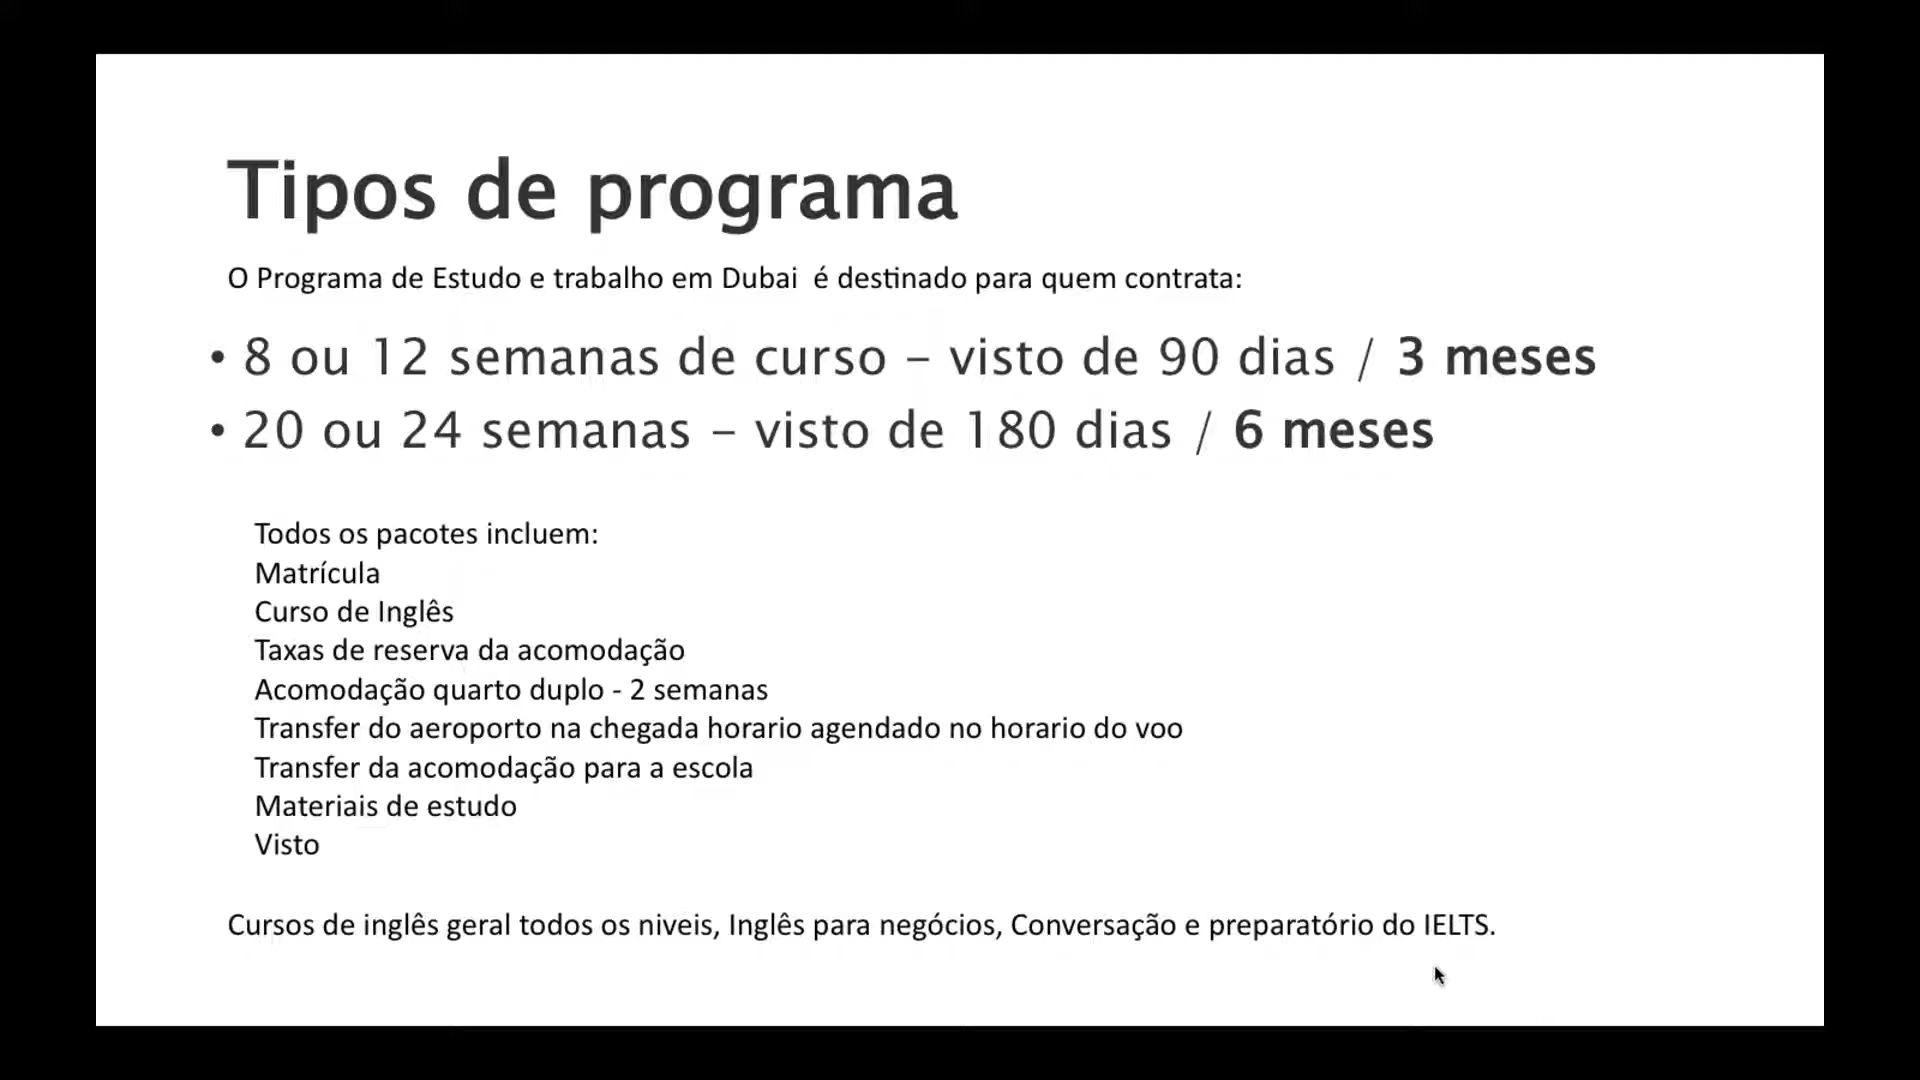 Tipos de programa
O Programa de Estudo e trabalho em Dubai é destinado para quem contrata:
• 8 ou 12 semanas de curso – visto de 90 dias / 3 meses
• 20 ou 24 semanas – visto de 180 dias / 6 meses
Todos os pacotes incluem:
Matrícula
Curso de Inglês
Taxas de reserva da acomodação
Acomodação quarto duplo - 2 semanas
Transfer do aeroporto na chegada horario agendado no horario do voo
Transfer da acomodação para a escola
Materiais de estudo
Visto
Cursos de inglês geral todos os niveis, Inglês para negócios, Conversação e preparatório do IELTS.